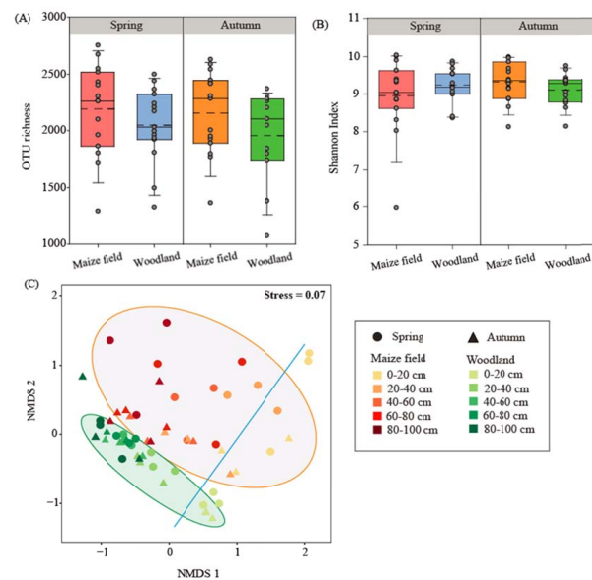 (A)
Spring Autumn
3000
2500
2000
1500
1000
OTU richness
Maize field Woodland Maize field Woodland
(B)
Spring Autumn
11
10
9
8
7
6
5
Shannon Index
Maize field Woodland Maize field Woodland
(C)
Stress = 0.07
2
1
0
−1
NMDS 2
−1 0 1 2
NMDS 1
Spring Autumn
Maize field Woodland
0-20 cm 0-20 cm
20-40 cm 20-40 cm
40-60 cm 40-60 cm
60-80 cm 60-80 cm
80-100 cm 80-100 cm